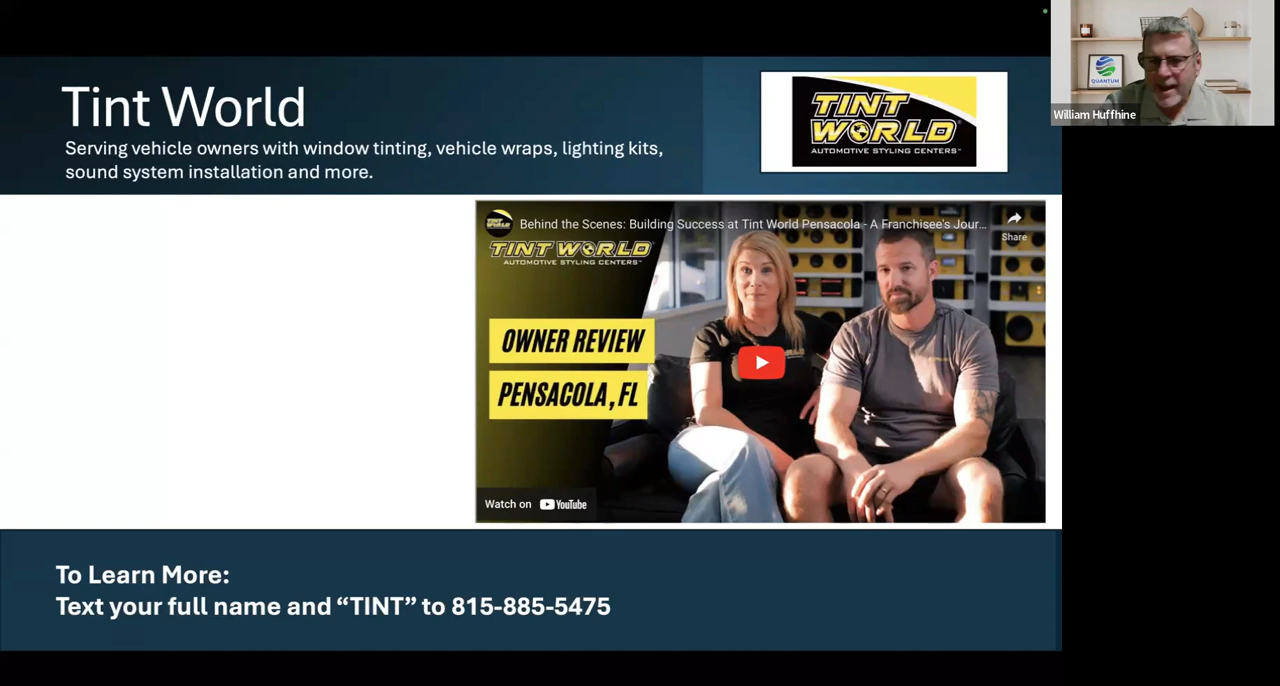 Tint World
Serving vehicle owners with window tinting, vehicle wraps, lighting kits,
sound system installation and more.
TINT
WORLD
AUTOMOTIVE STYLING CENTERS™
QUANTUM
William Huffhine
Behind the Scenes: Building Success at Tint World Pensacola - A Franchisee's Jour...
Share
TINT WORLD
AUTOMOTIVE STYLING CENTERS™
OWNER REVIEW
PENSACOLA, FL
Watch on YouTube
To Learn More:
Text your full name and “TINT” to 815-885-5475